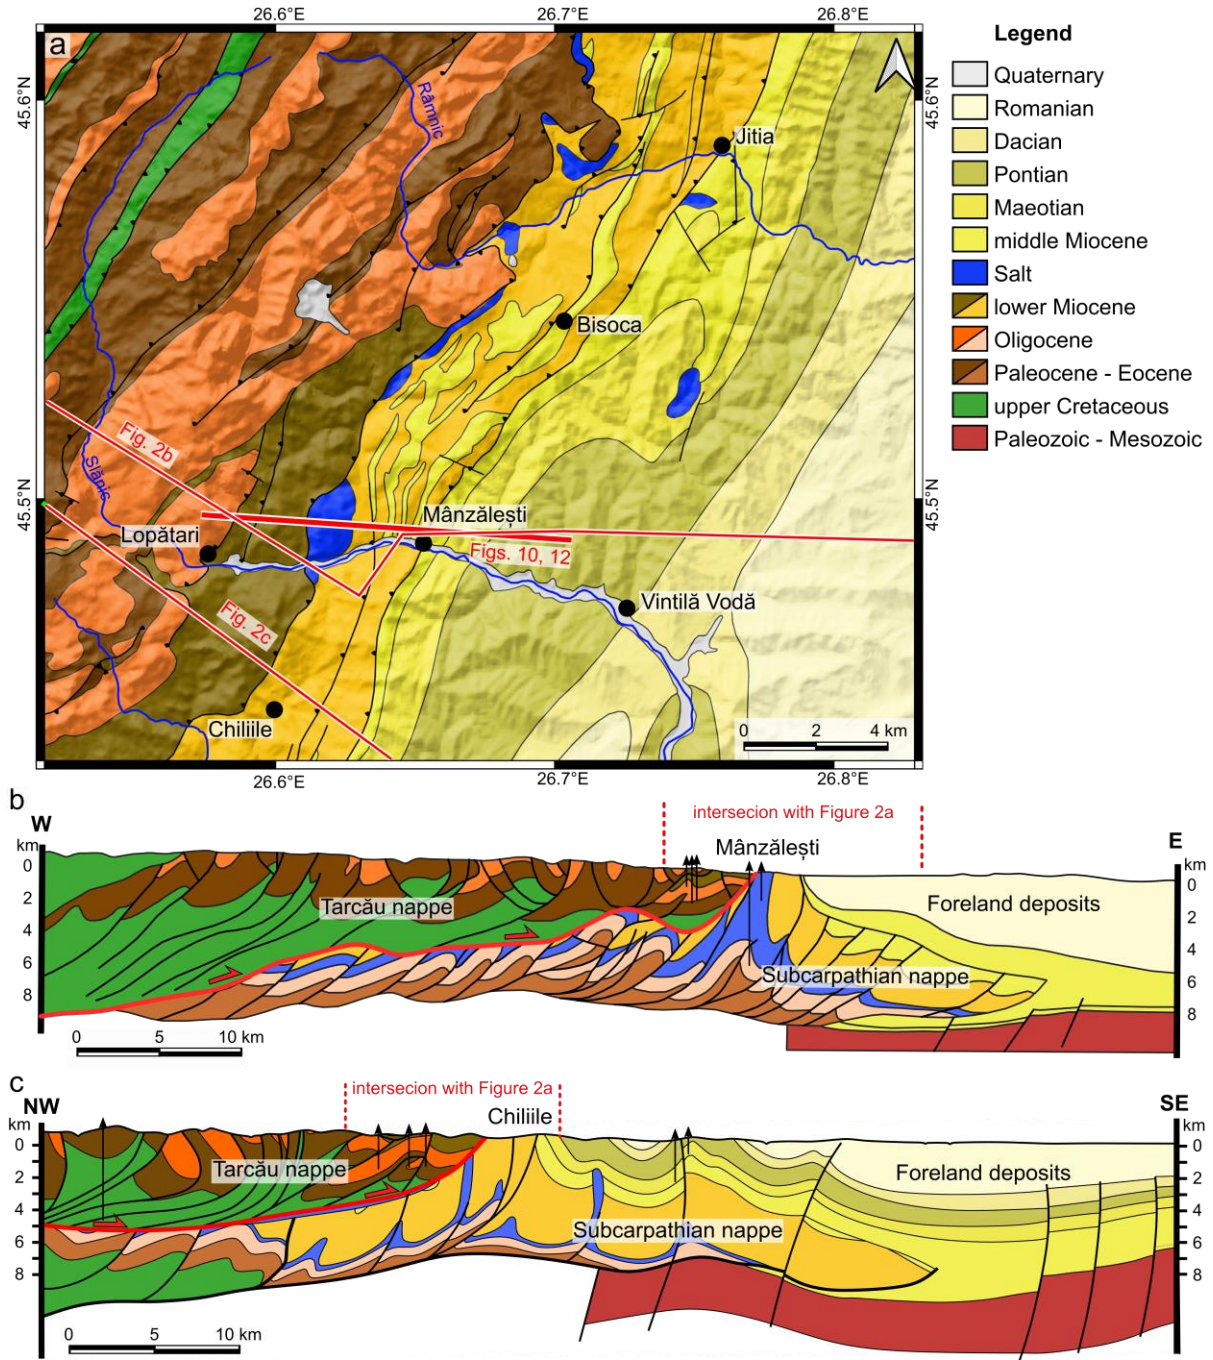 a
26.6°E
26.7°E
26.8°E
45.6°N
45.6°N
Râmnic
Jitia
Bisoca
Fig. 2b
Slănic
45.5°N
45.5°N
Mânzălești
Lopătari
Figs. 10, 12
Vintilă Vodă
Fig. 2c
Chiliile
0 2 4 km
26.6°E
26.7°E
26.8°E
Legend
Quaternary
Romanian
Dacian
Pontian
Maeotian
middle Miocene
Salt
lower Miocene
Oligocene
Paleocene - Eocene
upper Cretaceous
Paleozoic - Mesozoic
b
intersecion with Figure 2a
W
Mânzălești
E
km
0
2
4
6
8
km
0
2
4
6
8
Tarcău nappe
Foreland deposits
Subcarpathian nappe
0 5 10 km
c
intersecion with Figure 2a
NW
Chiliile
SE
km
0
2
4
6
8
km
0
2
4
6
8
Tarcău nappe
Foreland deposits
Subcarpathian nappe
0 5 10 km